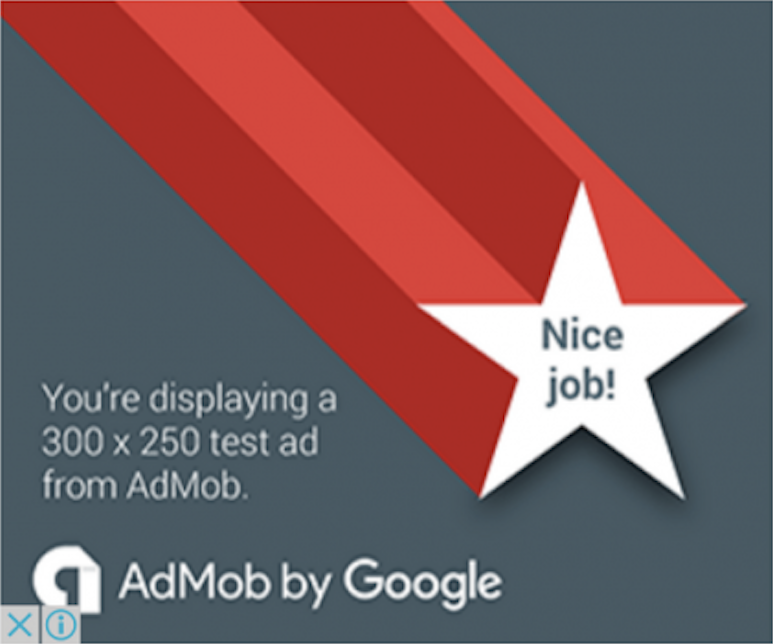 Nice
job!
You're displaying a
300 x 250 test ad
from AdMob.
AdMob by Google